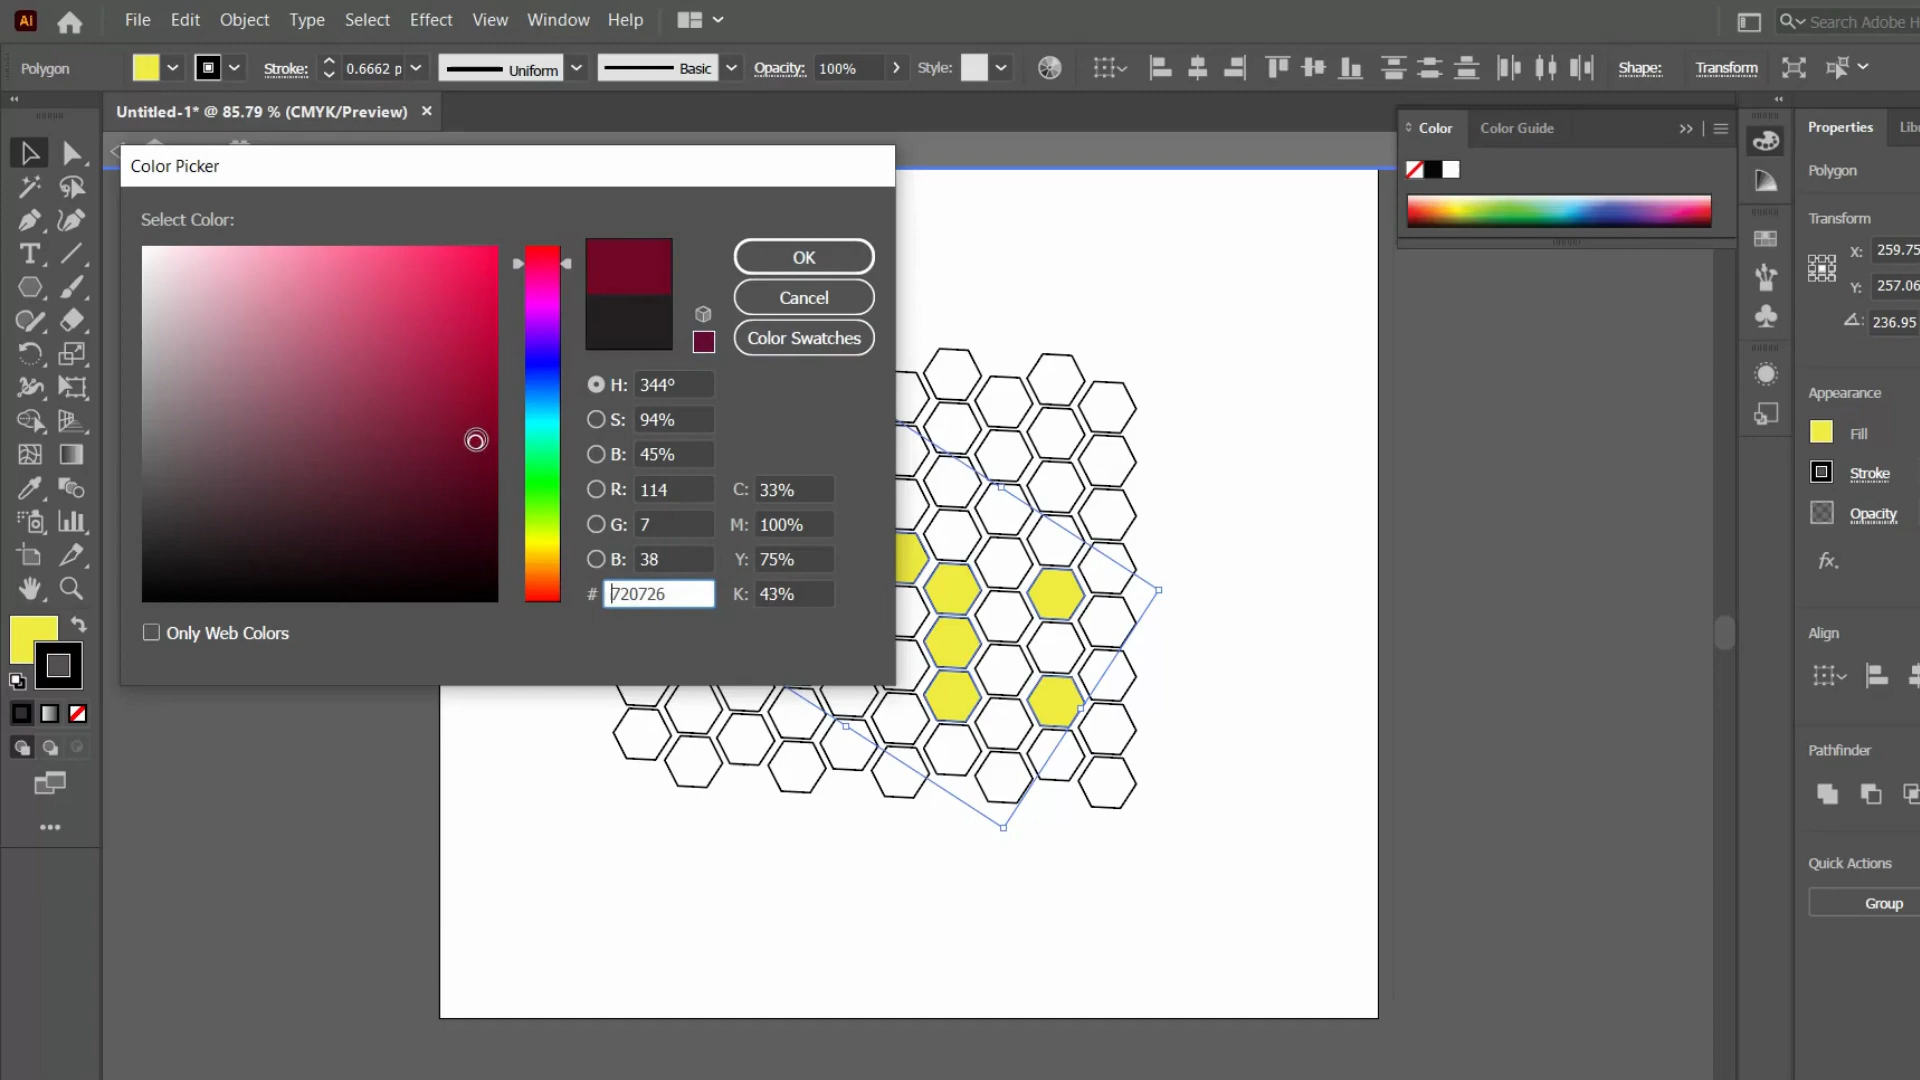 Ai File Edit Object Type Select Effect View Window Help Search Adobe H
Polygon Stroke: 0.6662 p Uniform Basic Opacity: 100% Style: Shape: Transform
Untitled-1* @ 85.79 % (CMYK/Preview)
Color Color Guide
Properties Lib
Color Picker
Select Color:
OK
Cancel
Color Swatches
H: 344°
S: 94%
B: 45%
R: 114 C: 33%
G: 7 M: 100%
B: 38 Y: 75%
# 720726 K: 43%
Only Web Colors
Polygon
Transform
X: 259.75
Y: 257.06
236.95
Appearance
Fill
Stroke
Opacity
fx.
Align
Pathfinder
Quick Actions
Group